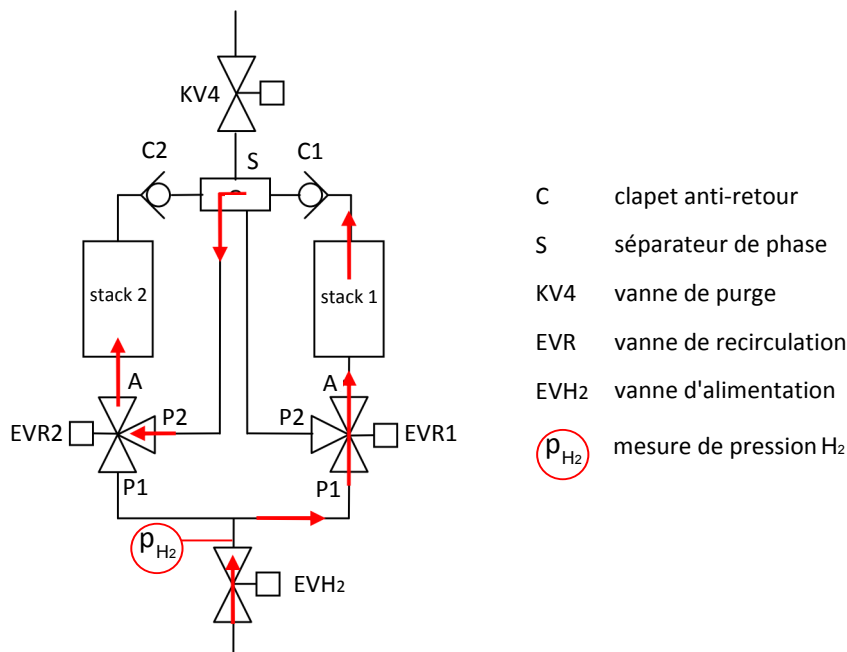 KV4
C2
S
C1
stack 2
stack 1
A
A
P2
P2
EVR2
EVR1
P1
P1
pH₂
EVH₂
C clapet anti-retour
S séparateur de phase
KV4 vanne de purge
EVR vanne de recirculation
EVH₂ vanne d'alimentation
pH₂ mesure de pression H₂